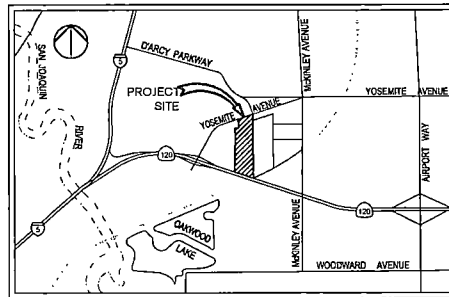 D'ARCY PARKWAY
SAN JOAQUIN
RIVER
5
PROJECT
SITE
YOSEMITE AVENUE
McKINLEY AVENUE
YOSEMITE AVENUE
AIRPORT WAY
120
120
5
OAKWOOD
LAKE
McKINLEY AVENUE
WOODWARD AVENUE